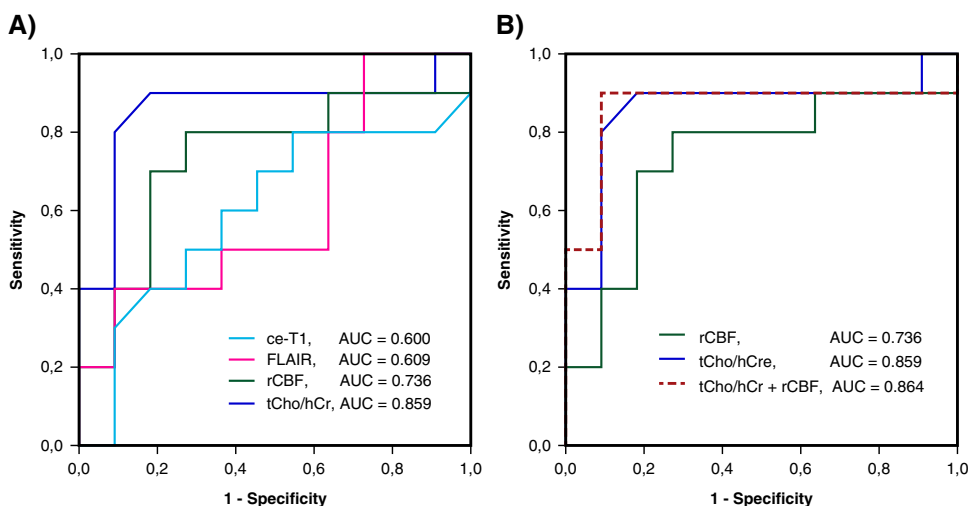 A)
1,0
0,8
0,6
0,4
0,2
0,0
Sensitivity
ce-T1, AUC = 0.600
FLAIR, AUC = 0.609
rCBF, AUC = 0.736
tCho/hCr, AUC = 0.859
0,0 0,2 0,4 0,6 0,8 1,0
1 - Specificity
B)
1,0
0,8
0,6
0,4
0,2
0,0
Sensitivity
rCBF, AUC = 0.736
tCho/hCre, AUC = 0.859
tCho/hCr + rCBF, AUC = 0.864
0,0 0,2 0,4 0,6 0,8 1,0
1 - Specificity